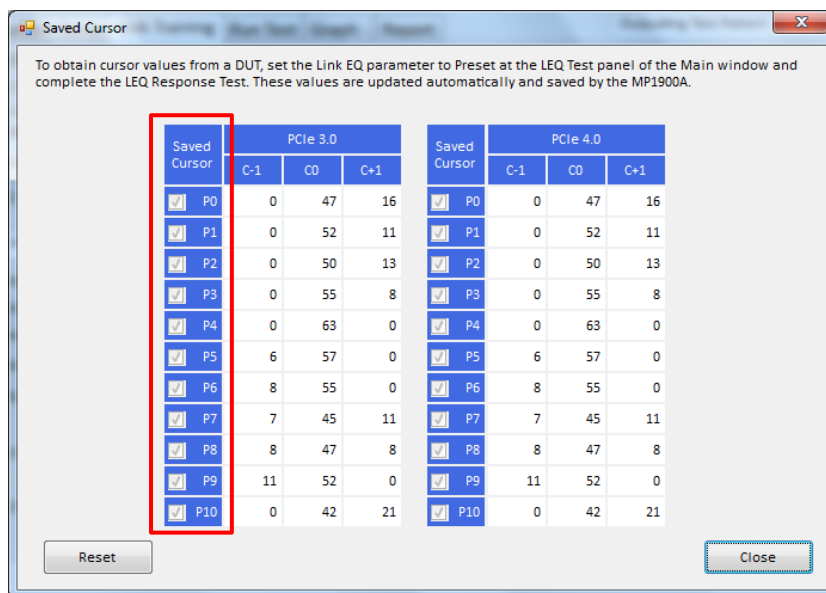 Saved Cursor
To obtain cursor values from a DUT, set the Link EQ parameter to Preset at the LEQ Test panel of the Main window and
complete the LEQ Response Test. These values are updated automatically and saved by the MP1900A.
Saved Cursor PCIe 3.0 Saved Cursor PCIe 4.0
C-1 C0 C+1 C-1 C0 C+1
P0 0 47 16 P0 0 47 16
P1 0 52 11 P1 0 52 11
P2 0 50 13 P2 0 50 13
P3 0 55 8 P3 0 55 8
P4 0 63 0 P4 0 63 0
P5 6 57 0 P5 6 57 0
P6 8 55 0 P6 8 55 0
P7 7 45 11 P7 7 45 11
P8 8 47 8 P8 8 47 8
P9 11 52 0 P9 11 52 0
P10 0 42 21 P10 0 42 21
Reset Close